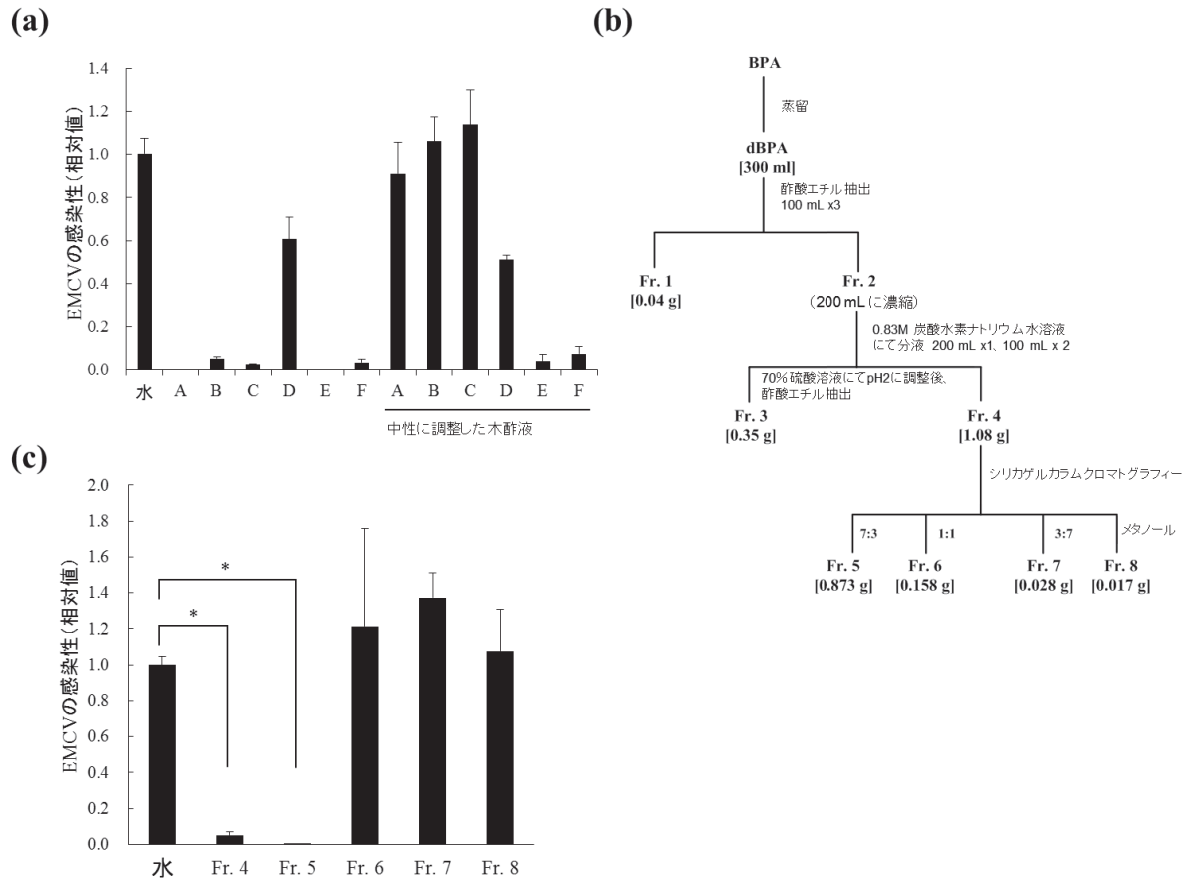 (a)
EMCVの感染性(相対値)
1.4
1.2
1.0
0.8
0.6
0.4
0.2
0.0
水 A B C D E F A B C D E F
中性に調整した木酢液
(b)
BPA
蒸留
dBPA
[300 ml]
酢酸エチル抽出
100 mL x3
Fr. 1
[0.04 g]
Fr. 2
(200 mLに濃縮)
0.83M 炭酸水素ナトリウム水溶液
にて分液 200 mL x1、100 mL x 2
70%硫酸溶液にてpH2に調整後、
酢酸エチル抽出
Fr. 3
[0.35 g]
Fr. 4
[1.08 g]
シリカゲルカラムクロマトグラフィー
7:3 1:1 3:7 メタノール
Fr. 5 Fr. 6 Fr. 7 Fr. 8
[0.873 g] [0.158 g] [0.028 g] [0.017 g]
(c)
EMCVの感染性(相対値)
2.0
1.8
1.6
1.4
1.2
1.0
0.8
0.6
0.4
0.2
0.0
*
*
水 Fr. 4 Fr. 5 Fr. 6 Fr. 7 Fr. 8